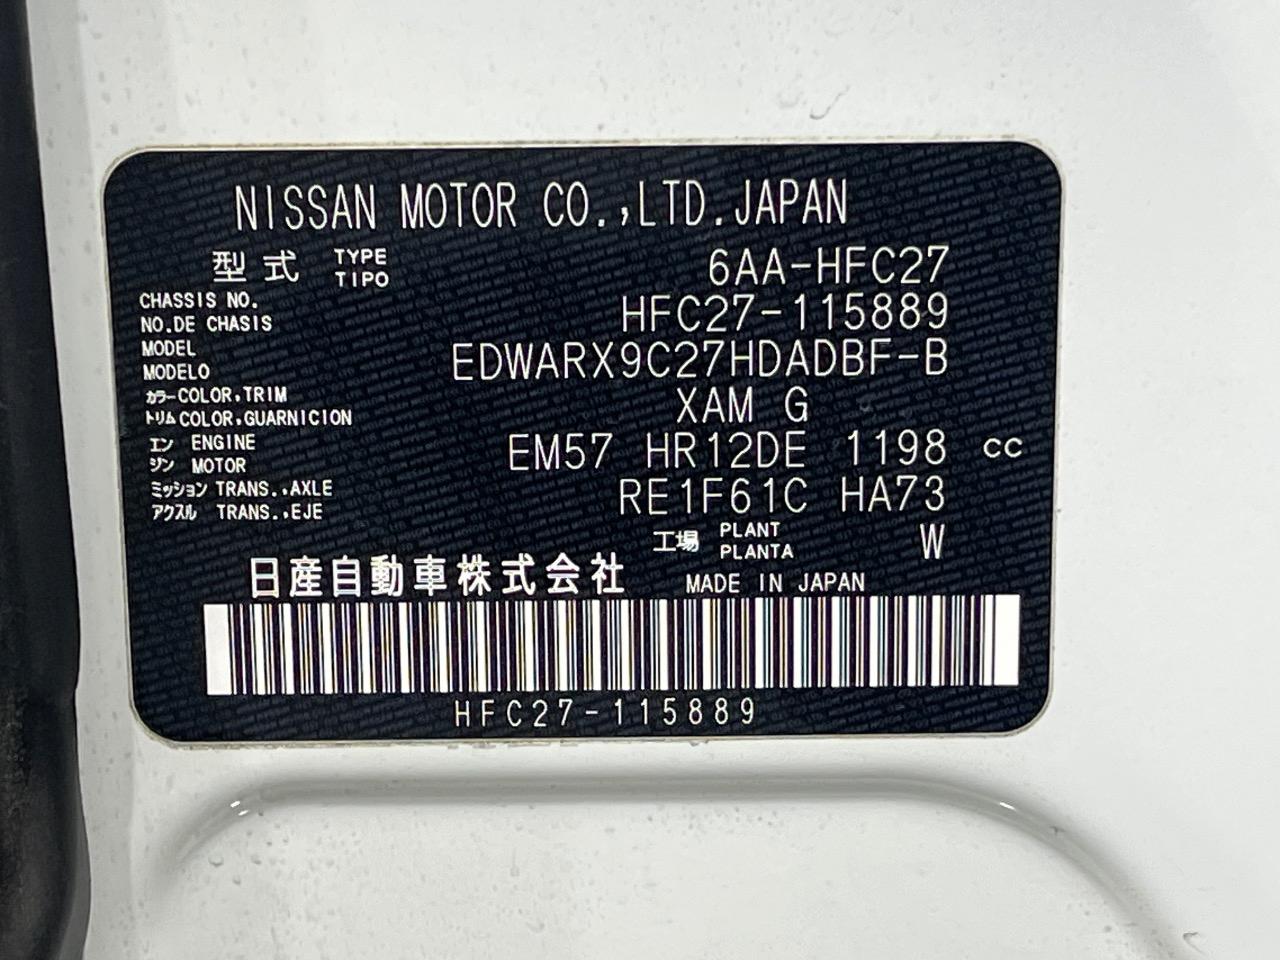 NISSAN MOTOR CO.,LTD.JAPAN
型式 TYPE TIPO 6AA-HFC27
CHASSIS NO.
NO.DE CHASIS HFC27-115889
MODEL
MODELO EDWARX9C27HDADBF-B
カラー COLOR,TRIM
トリム COLOR,GUARNICION XAM G
エン ENGINE
ジン MOTOR EM57 HR12DE 1198 cc
ミッション TRANS.,AXLE
アクスル TRANS.,EJE RE1F61C HA73
工場 PLANT PLANTA W
日産自動車株式会社 MADE IN JAPAN
HFC27-115889